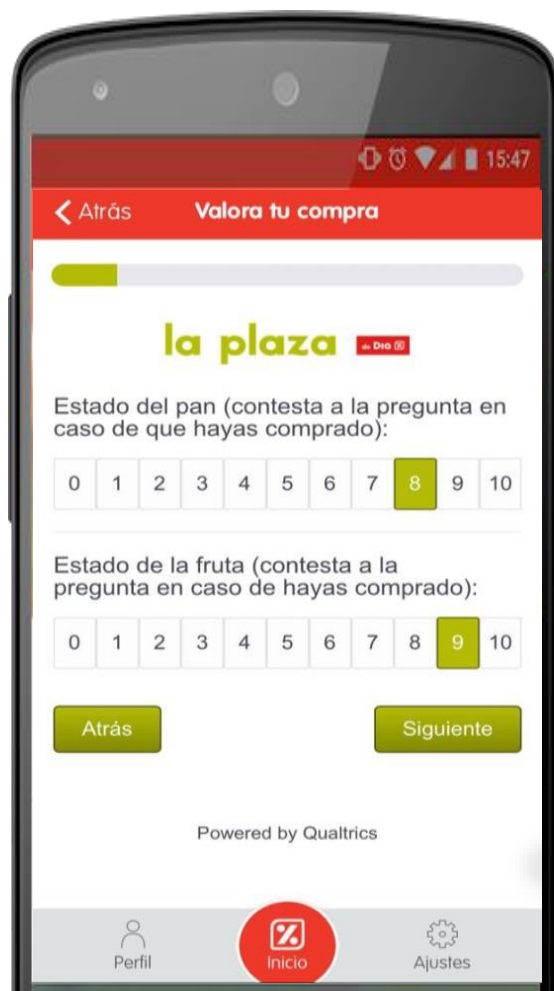 15:47
Atrás
Valora tu compra
la plaza de DIA
Estado del pan (contesta a la pregunta en
caso de que hayas comprado):
0 1 2 3 4 5 6 7 8 9 10
Estado de la fruta (contesta a la
pregunta en caso de hayas comprado):
0 1 2 3 4 5 6 7 8 9 10
Atrás
Siguiente
Powered by Qualtrics
Perfil
Inicio
Ajustes